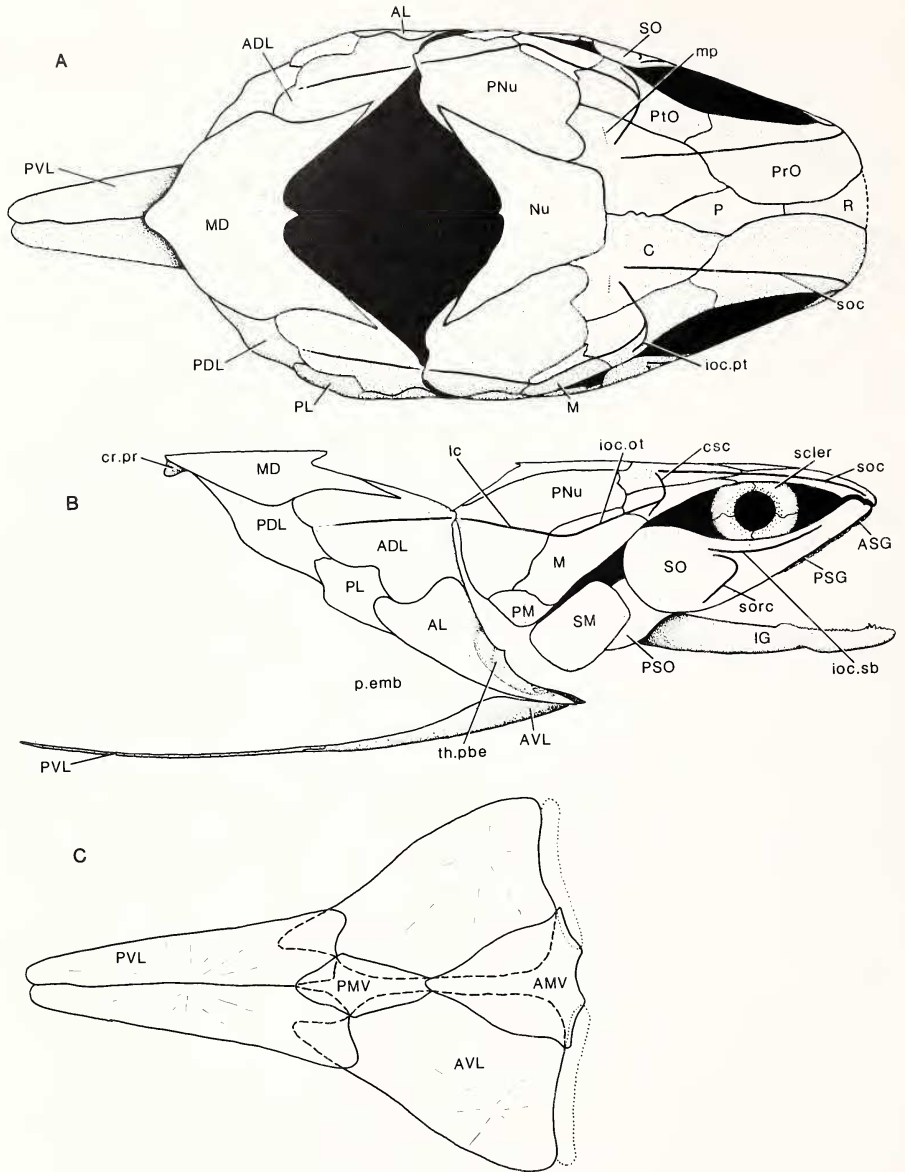 AL
SO
ADL
mp
A
PNu
PtO
PVL
PrO
MD
Nu
P
R
C
soc
PDL
ioc.pt
PL
M
lc
ioc.ot
csc
scler
soc
cr.pr
MD
B
PNu
PDL
ADL
ASG
M
SO
PSG
PL
PM
sorc
AL
SM
IG
PSO
p.emb
ioc.sb
AVL
PVL
th.pbe
C
PVL
PMV
AMV
AVL